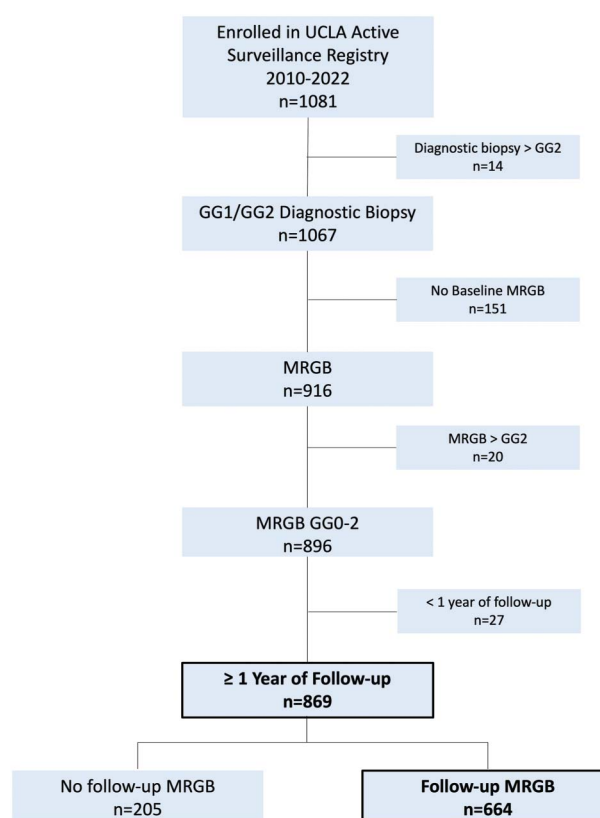 Enrolled in UCLA Active
Surveillance Registry
2010-2022
n=1081
Diagnostic biopsy > GG2
n=14
GG1/GG2 Diagnostic Biopsy
n=1067
No Baseline MRGB
n=151
MRGB
n=916
MRGB > GG2
n=20
MRGB GG0-2
n=896
< 1 year of follow-up
n=27
≥ 1 Year of Follow-up
n=869
No follow-up MRGB
n=205
Follow-up MRGB
n=664